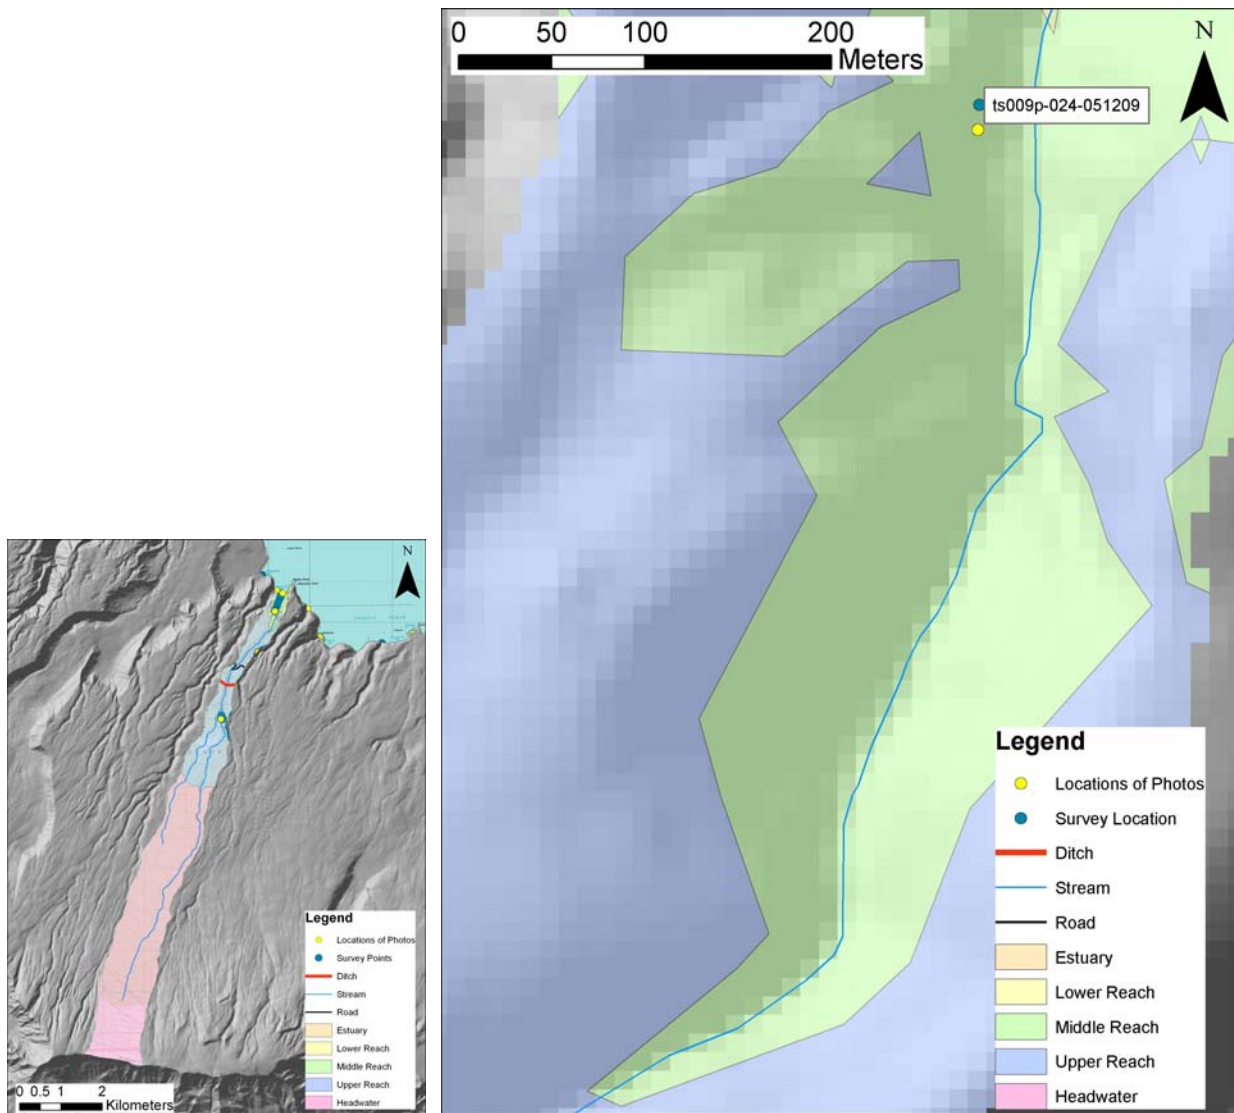 0 50 100 200
Meters
N
ts009p-024-051209
Legend
Locations of Photos
Survey Location
Ditch
Stream
Road
Estuary
Lower Reach
Middle Reach
Upper Reach
Headwater
N
Legend
Locations of Photos
Survey Points
Ditch
Stream
Road
Estuary
Lower Reach
Middle Reach
Upper Reach
Headwater
0 0.5 1 2
Kilometers